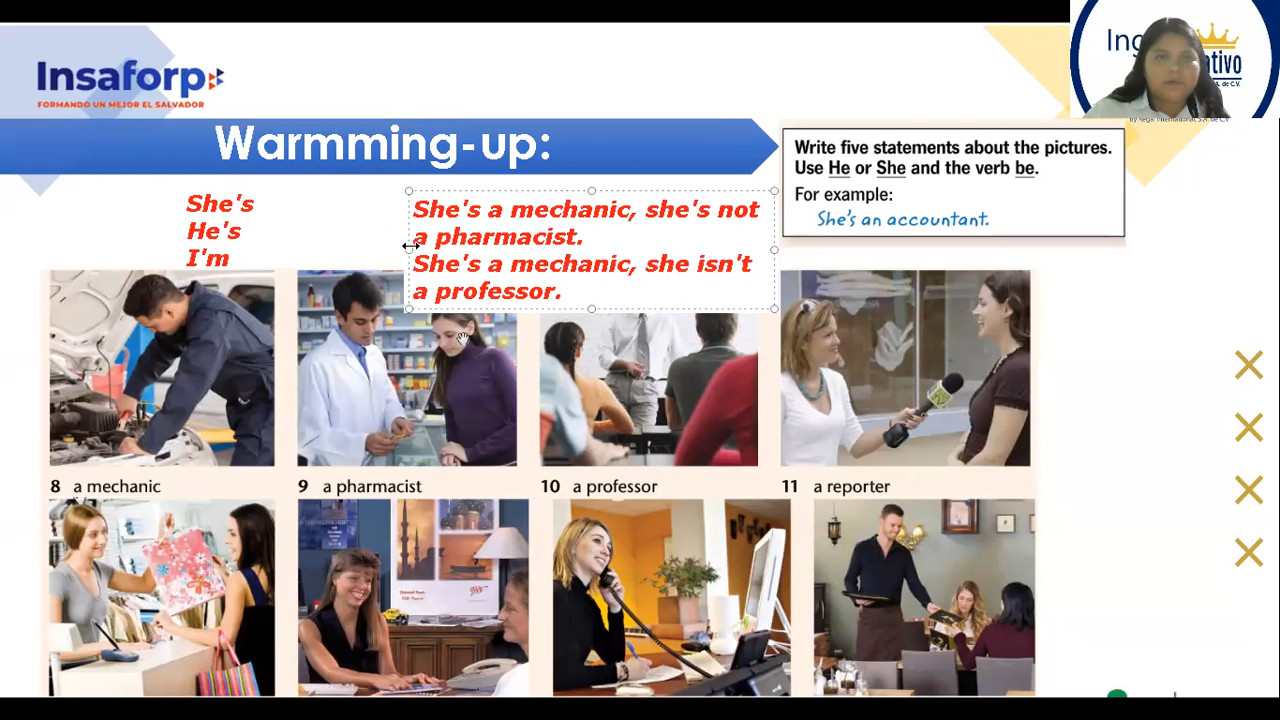 Insaforp
FORMANDO UN MEJOR EL SALVADOR
Warmming-up:
Write five statements about the pictures.
Use He or She and the verb be.
For example:
She's an accountant.
She's
He's
I'm
She's a mechanic, she's not
a pharmacist.
She's a mechanic, she isn't
a professor.
8 a mechanic
9 a pharmacist
10 a professor
11 a reporter